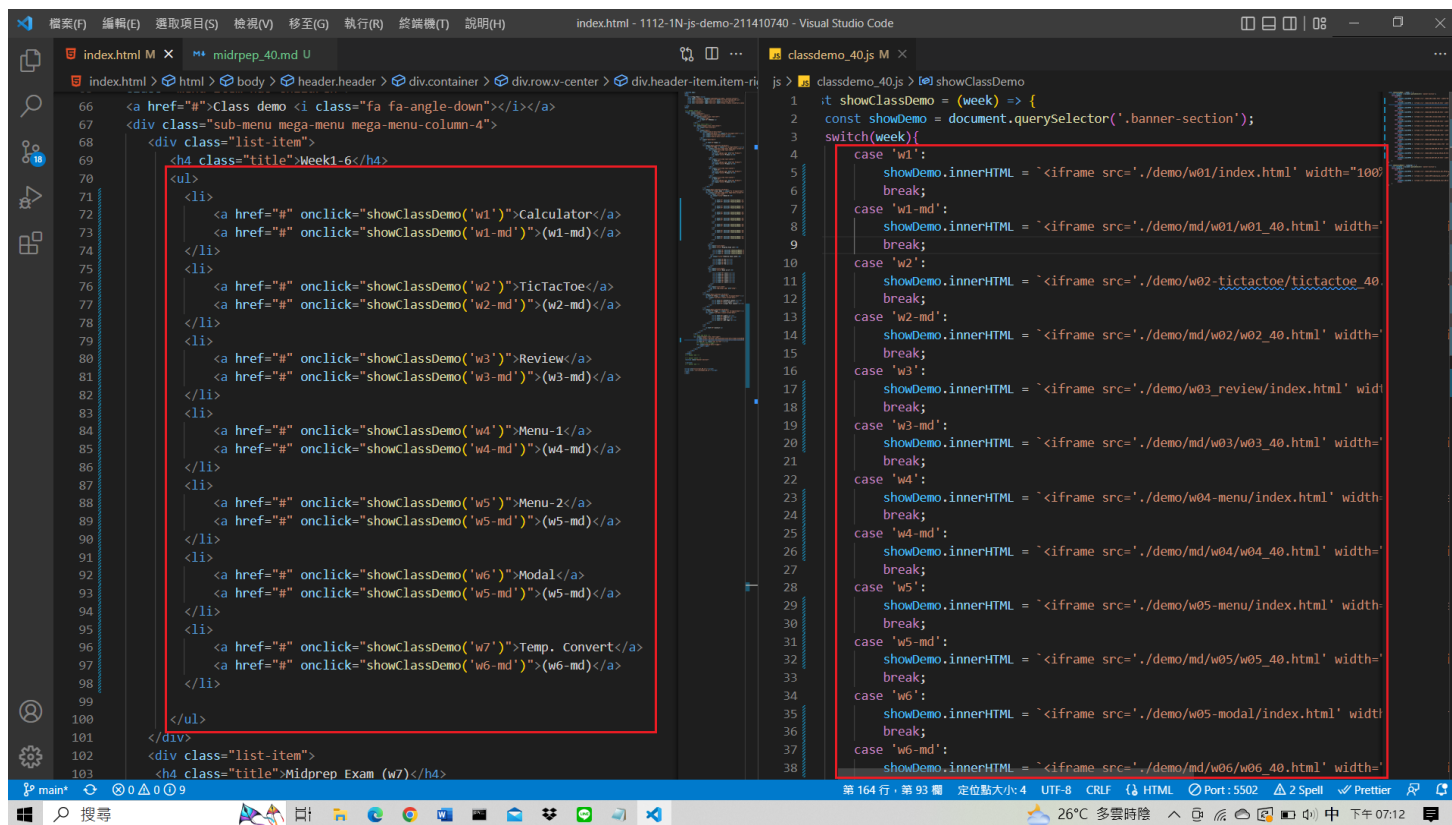 檔案(F) 編輯(E) 選取項目(S) 檢視(V) 移至(G) 執行(R) 終端機(T) 說明(H) index.html - 1112-1N-js-demo-211410740 - Visual Studio Code
index.html M midrpep_40.md U
index.html > html > body > header.header > div.container > div.row.v-center > div.header-item.item-ri
66 <a href="#">Class demo <i class="fa fa-angle-down"></i></a>
67 <div class="sub-menu mega-menu mega-menu-column-4">
68 <div class="list-item">
69 <h4 class="title">Week1-6</h4>
70 <ul>
71 <li>
72 <a href="#" onclick="showClassDemo('w1')">Calculator</a>
73 <a href="#" onclick="showClassDemo('w1-md')">(w1-md)</a>
74 </li>
75 <li>
76 <a href="#" onclick="showClassDemo('w2')">TicTacToe</a>
77 <a href="#" onclick="showClassDemo('w2-md')">(w2-md)</a>
78 </li>
79 <li>
80 <a href="#" onclick="showClassDemo('w3')">Review</a>
81 <a href="#" onclick="showClassDemo('w3-md')">(w3-md)</a>
82 </li>
83 <li>
84 <a href="#" onclick="showClassDemo('w4')">Menu-1</a>
85 <a href="#" onclick="showClassDemo('w4-md')">(w4-md)</a>
86 </li>
87 <li>
88 <a href="#" onclick="showClassDemo('w5')">Menu-2</a>
89 <a href="#" onclick="showClassDemo('w5-md')">(w5-md)</a>
90 </li>
91 <li>
92 <a href="#" onclick="showClassDemo('w6')">Modal</a>
93 <a href="#" onclick="showClassDemo('w5-md')">(w5-md)</a>
94 </li>
95 <li>
96 <a href="#" onclick="showClassDemo('w7')">Temp. Convert</a>
97 <a href="#" onclick="showClassDemo('w6-md')">(w6-md)</a>
98 </li>
99
100 </ul>
101 </div>
102 <div class="list-item">
103 <h4 class="title">Midprep Exam (w7)</h4>
classdemo_40.js M
js > classdemo_40.js > showClassDemo
1 t showClassDemo = (week) => {
2 const showDemo = document.querySelector('.banner-section');
3 switch(week){
4 case 'w1':
5 showDemo.innerHTML = `<iframe src='./demo/w01/index.html' width="100%
6 break;
7 case 'w1-md':
8 showDemo.innerHTML = `<iframe src='./demo/md/w01/w01_40.html' width="
9 break;
10 case 'w2':
11 showDemo.innerHTML = `<iframe src='./demo/w02-tictactoe/tictactoe_40.
12 break;
13 case 'w2-md':
14 showDemo.innerHTML = `<iframe src='./demo/md/w02/w02_40.html' width="
15 break;
16 case 'w3':
17 showDemo.innerHTML = `<iframe src='./demo/w03_review/index.html' widt
18 break;
19 case 'w3-md':
20 showDemo.innerHTML = `<iframe src='./demo/md/w03/w03_40.html' width="
21 break;
22 case 'w4':
23 showDemo.innerHTML = `<iframe src='./demo/w04-menu/index.html' width=
24 break;
25 case 'w4-md':
26 showDemo.innerHTML = `<iframe src='./demo/md/w04/w04_40.html' width="
27 break;
28 case 'w5':
29 showDemo.innerHTML = `<iframe src='./demo/w05-menu/index.html' width=
30 break;
31 case 'w5-md':
32 showDemo.innerHTML = `<iframe src='./demo/md/w05/w05_40.html' width="
33 break;
34 case 'w6':
35 showDemo.innerHTML = `<iframe src='./demo/w05-modal/index.html' width
36 break;
37 case 'w6-md':
38 showDemo.innerHTML = `<iframe src='./demo/md/w06/w06_40.html' width="
18
main* 0 0 9 第 164 行，第 93 欄 定位點大小: 4 UTF-8 CRLF HTML Port : 5502 2 Spell Prettier
搜尋 26°C 多雲時陰 中 下午 07:12